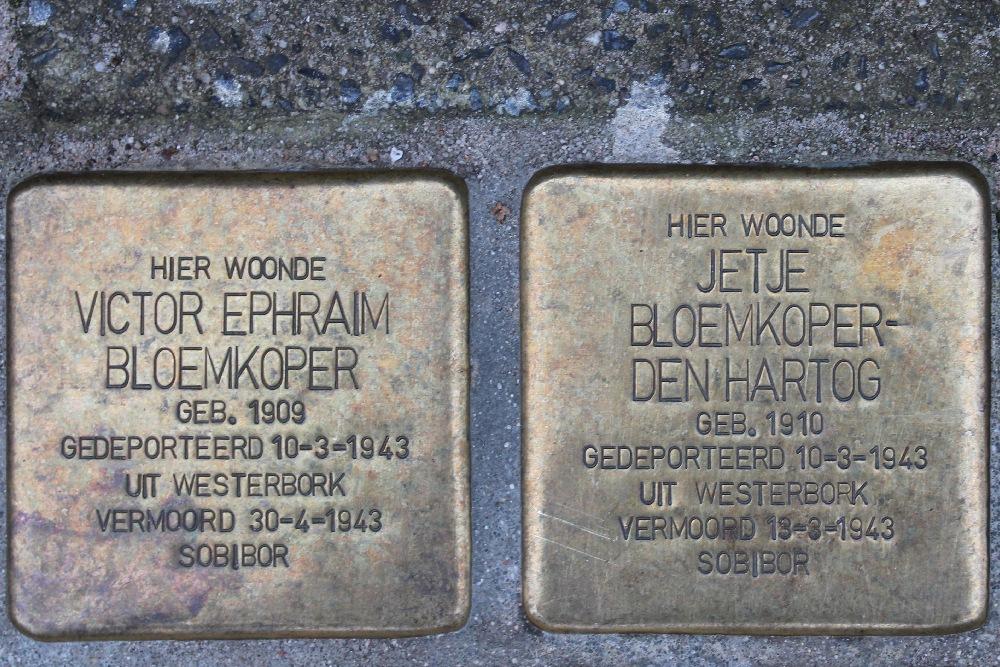 HIER WOONDE
VICTOR EPHRAIM
BLOEMKOPER
GEB. 1909
GEDEPORTEERD 10-3-1943
UIT WESTERBORK
VERMOORD 30-4-1943
SOBIBOR
HIER WOONDE
JETJE
BLOEMKOPER-
DEN HARTOG
GEB. 1910
GEDEPORTEERD 10-3-1943
UIT WESTERBORK
VERMOORD 13-3-1943
SOBIBOR